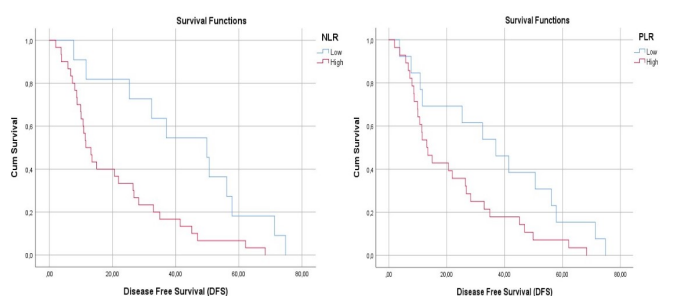 Survival Functions
NLR
Low
High
1,0
0,8
0,6
0,4
0,2
0,0
Cum Survival
,00
20,00
40,00
60,00
80,00
Disease Free Survival (DFS)
Survival Functions
PLR
Low
High
1,0
0,8
0,6
0,4
0,2
0,0
Cum Survival
,00
20,00
40,00
60,00
80,00
Disease Free Survival (DFS)